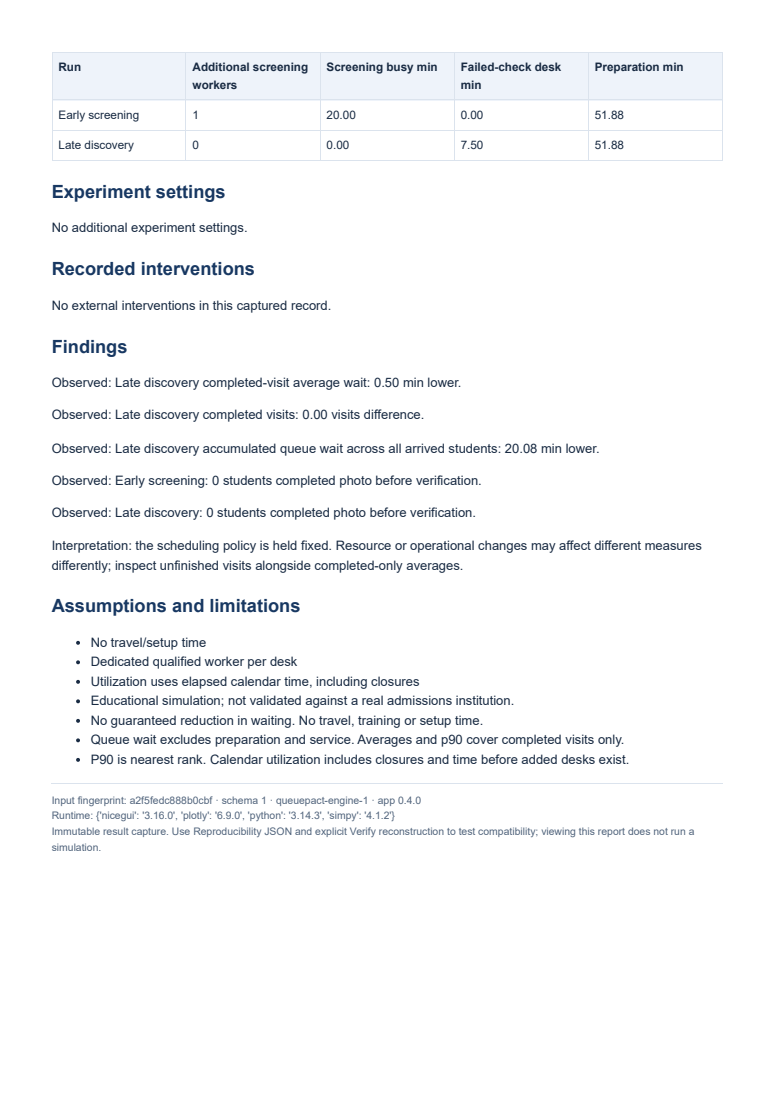 Run Additional screening workers Screening busy min Failed-check desk min Preparation min
Early screening 1 20.00 0.00 51.88
Late discovery 0 0.00 7.50 51.88
Experiment settings
No additional experiment settings.
Recorded interventions
No external interventions in this captured record.
Findings
Observed: Late discovery completed-visit average wait: 0.50 min lower.
Observed: Late discovery completed visits: 0.00 visits difference.
Observed: Late discovery accumulated queue wait across all arrived students: 20.08 min lower.
Observed: Early screening: 0 students completed photo before verification.
Observed: Late discovery: 0 students completed photo before verification.
Interpretation: the scheduling policy is held fixed. Resource or operational changes may affect different measures
differently; inspect unfinished visits alongside completed-only averages.
Assumptions and limitations
• No travel/setup time
• Dedicated qualified worker per desk
• Utilization uses elapsed calendar time, including closures
• Educational simulation; not validated against a real admissions institution.
• No guaranteed reduction in waiting. No travel, training or setup time.
• Queue wait excludes preparation and service. Averages and p90 cover completed visits only.
• P90 is nearest rank. Calendar utilization includes closures and time before added desks exist.
Input fingerprint: a2f5fedc888b0cbf · schema 1 · queuepact-engine-1 · app 0.4.0
Runtime: {'nicegui': '3.16.0', 'plotly': '6.9.0', 'python': '3.14.3', 'simpy': '4.1.2'}
Immutable result capture. Use Reproducibility JSON and explicit Verify reconstruction to test compatibility; viewing this report does not run a
simulation.